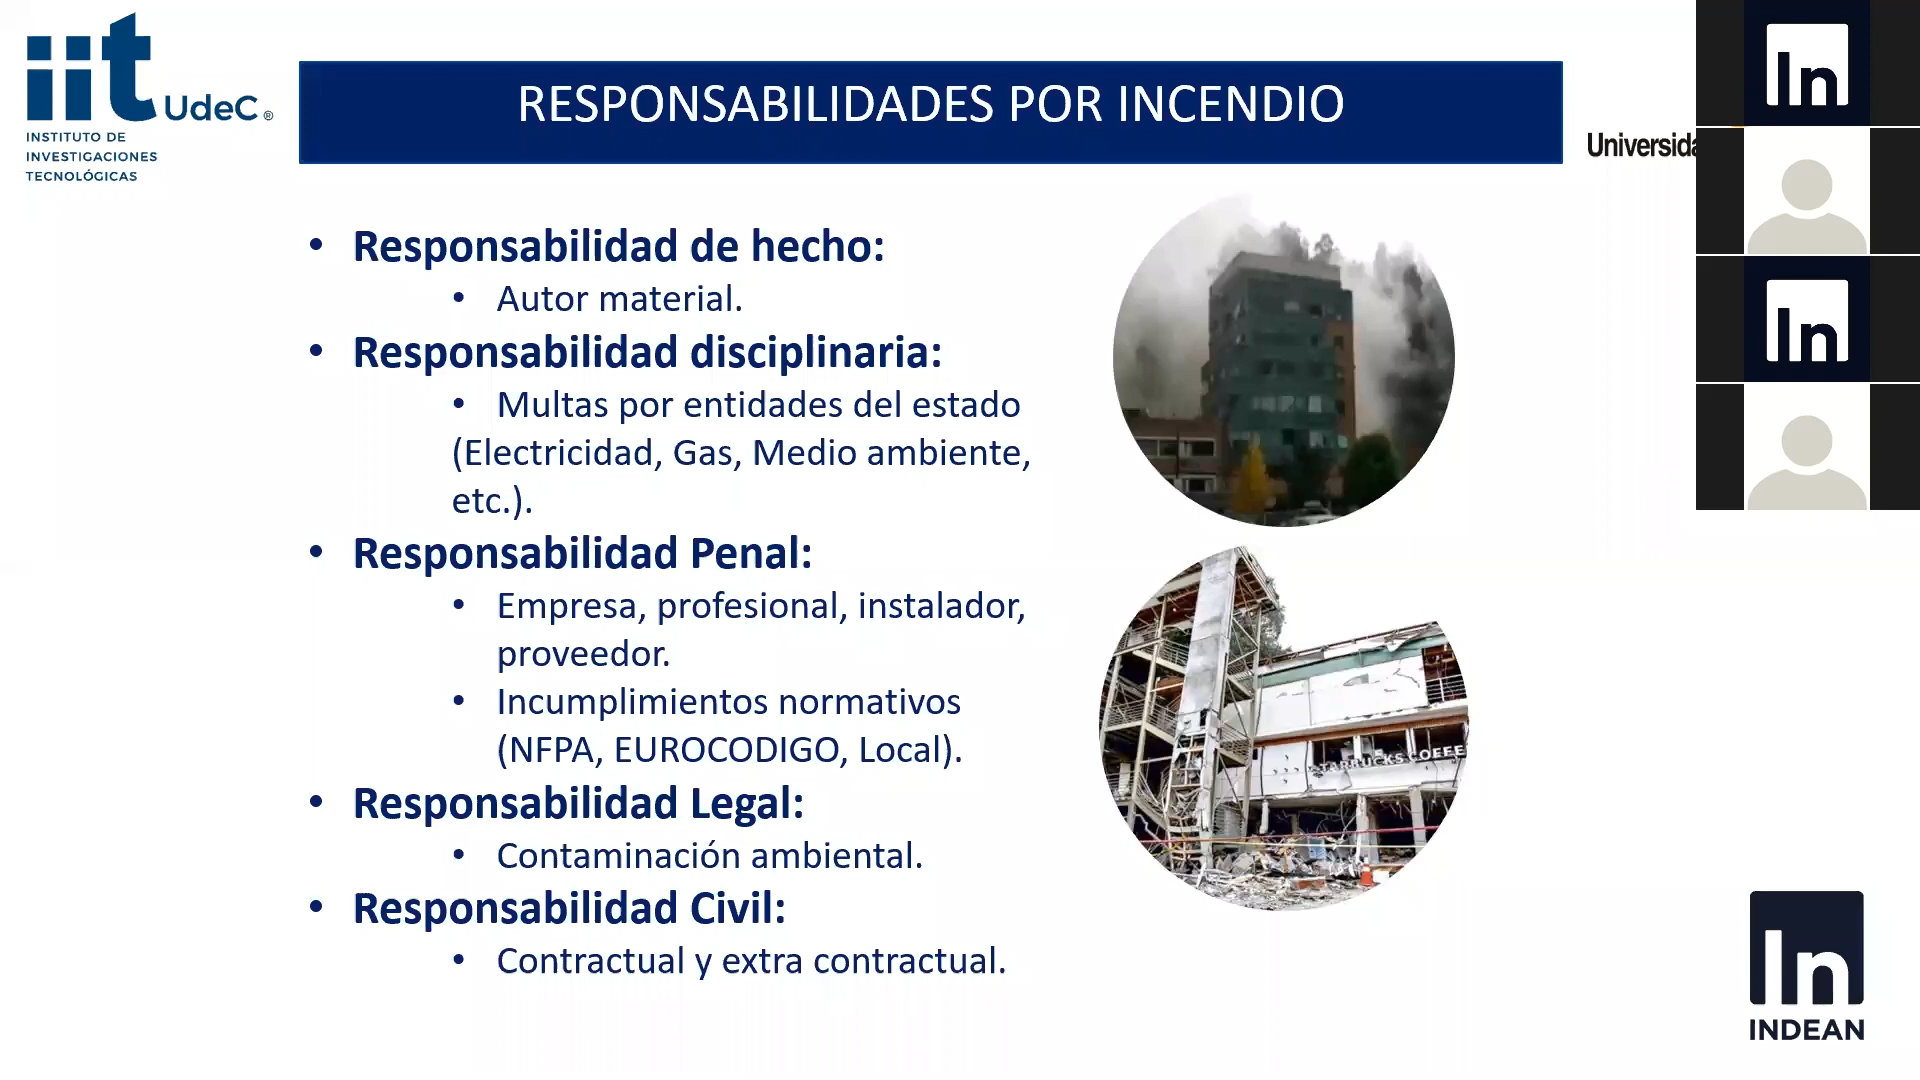 iit UdeC®
INSTITUTO DE
INVESTIGACIONES
TECNOLÓGICAS
RESPONSABILIDADES POR INCENDIO
In
Universida
In
• Responsabilidad de hecho:
• Autor material.
• Responsabilidad disciplinaria:
• Multas por entidades del estado
(Electricidad, Gas, Medio ambiente,
etc.).
• Responsabilidad Penal:
• Empresa, profesional, instalador,
proveedor.
• Incumplimientos normativos
(NFPA, EUROCODIGO, Local).
• Responsabilidad Legal:
• Contaminación ambiental.
• Responsabilidad Civil:
• Contractual y extra contractual.
STARBUCKS COFFE
In
INDEAN